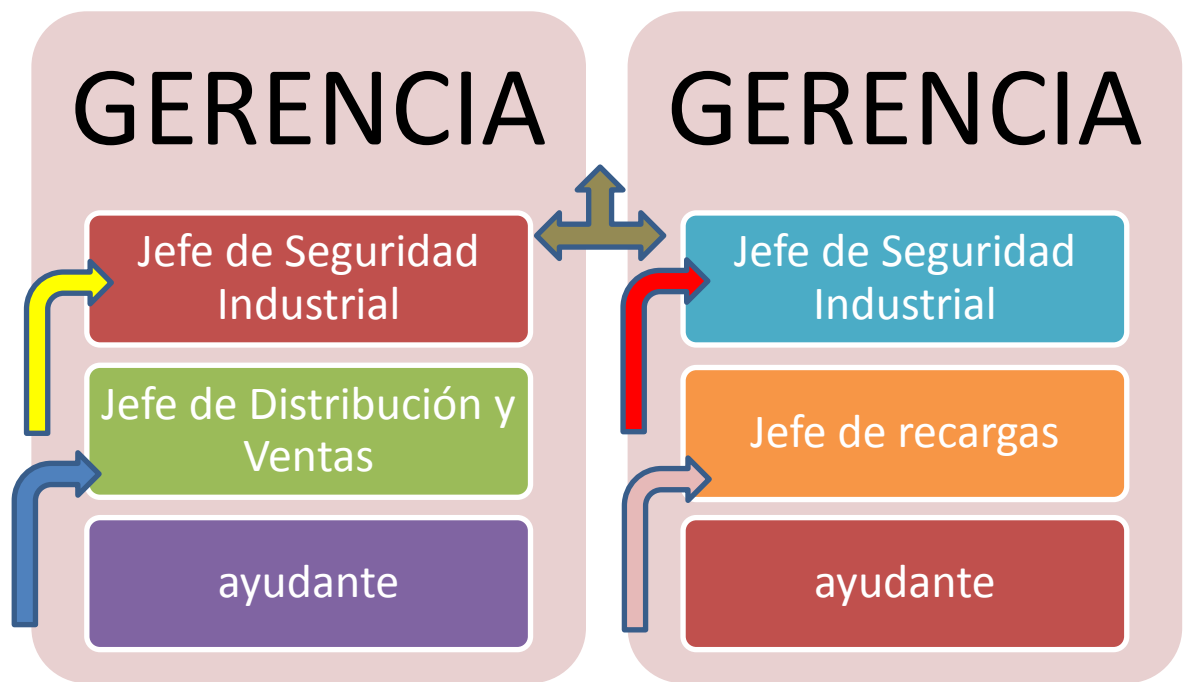 GERENCIA
Jefe de Seguridad
Industrial
Jefe de Distribución y
Ventas
ayudante
GERENCIA
Jefe de Seguridad
Industrial
Jefe de recargas
ayudante